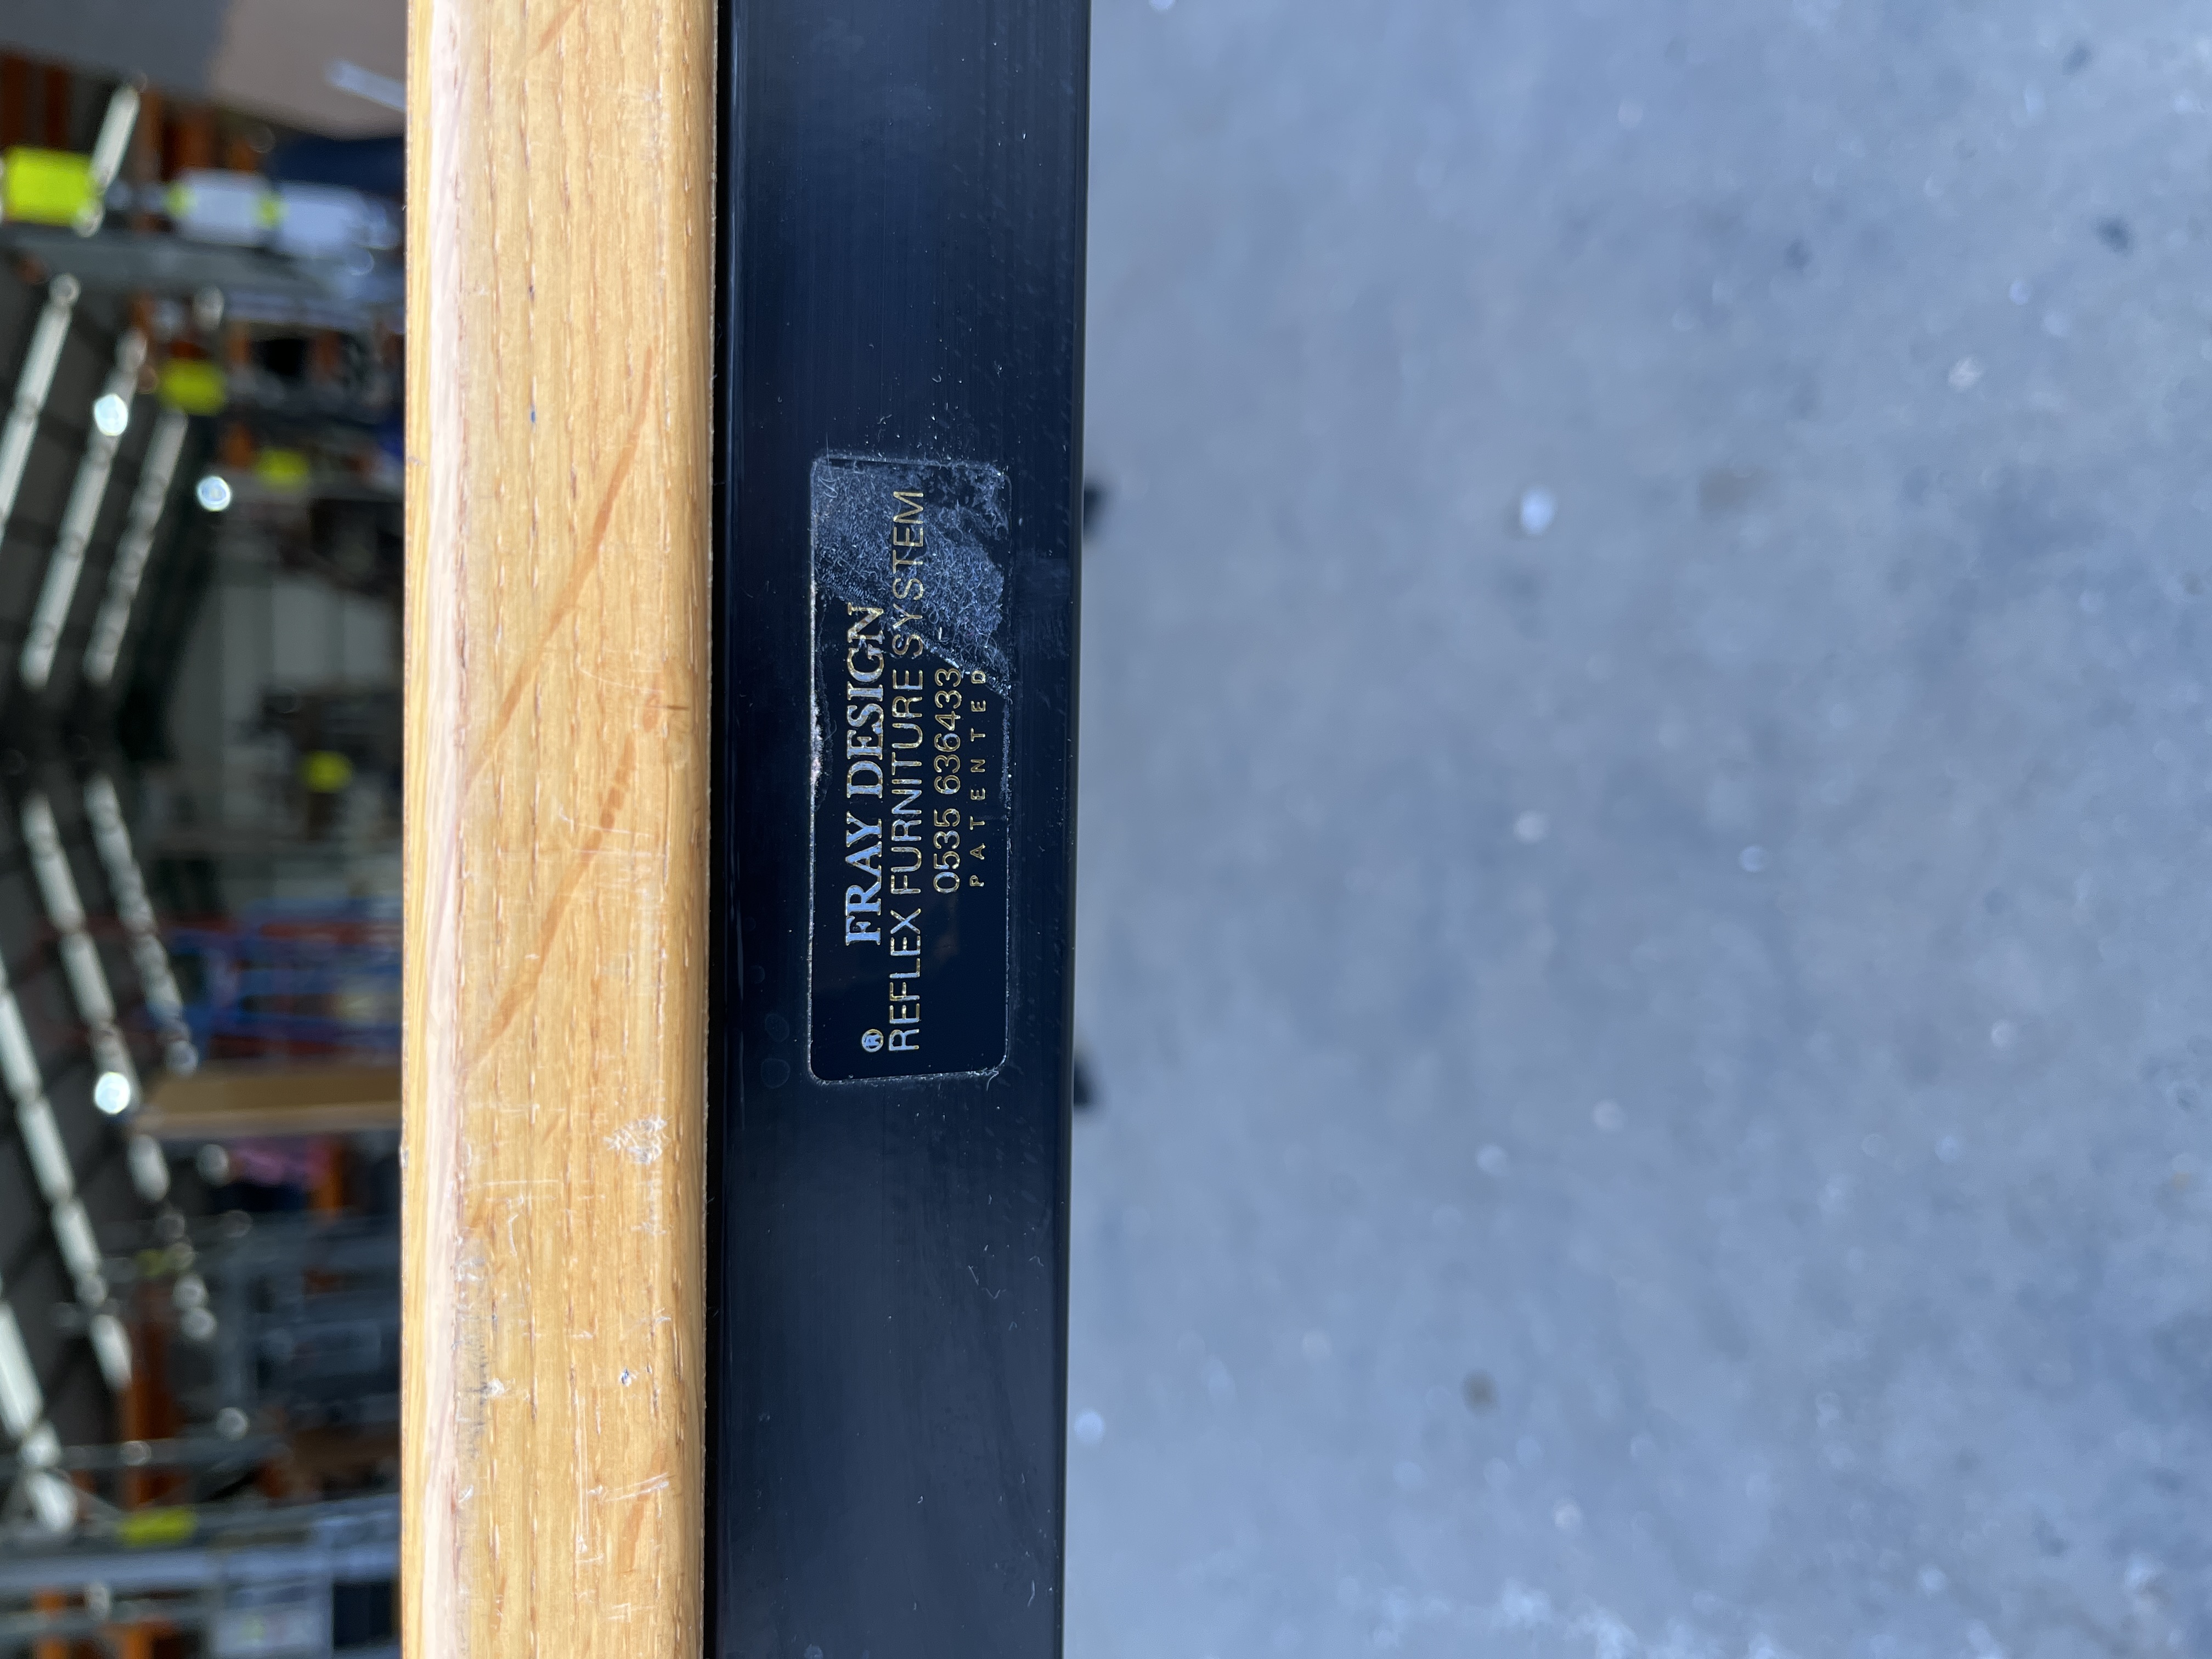 FRAY DESIGN
® REFLEX FURNITURE SYSTEM
0535 636433
PATENTED